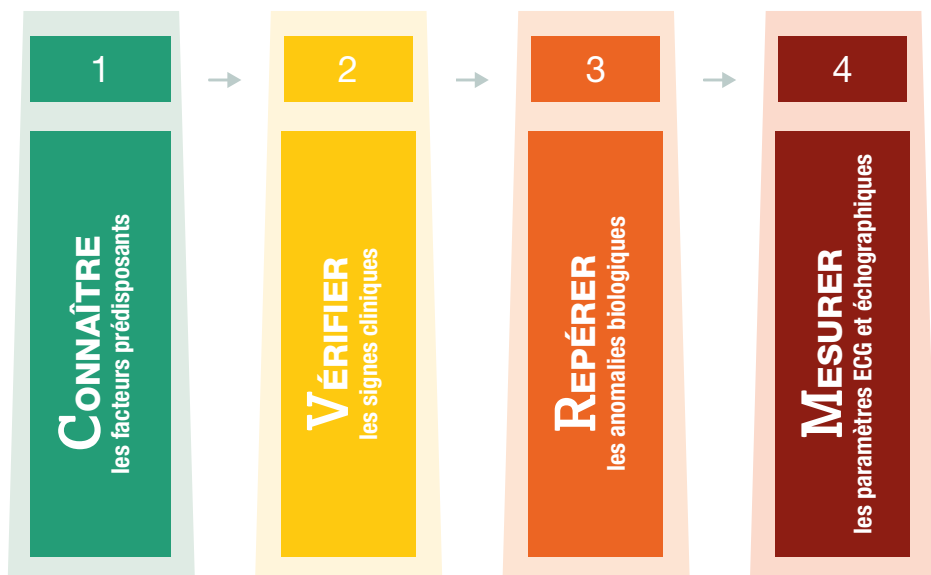 1
CONNAÎTRE
les facteurs prédisposants
2
VÉRIFIER
les signes cliniques
3
REPÉRER
les anomalies biologiques
4
MESURER
les paramètres ECG et échographiques